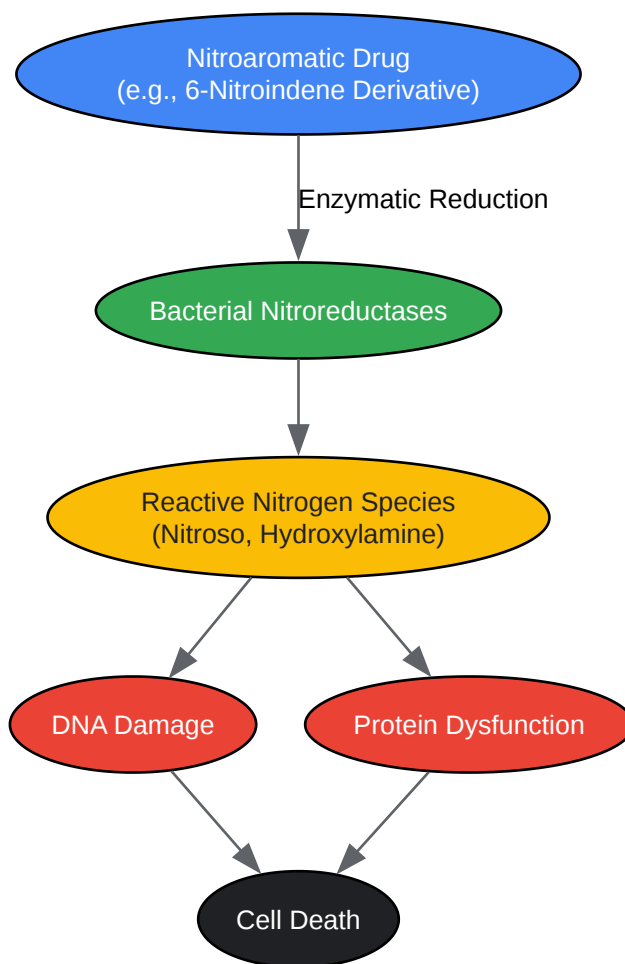 Nitroaromatic Drug
(e.g., 6-Nitroindene Derivative)
Enzymatic Reduction
Bacterial Nitroreductases
Reactive Nitrogen Species
(Nitroso, Hydroxylamine)
DNA Damage
Protein Dysfunction
Cell Death